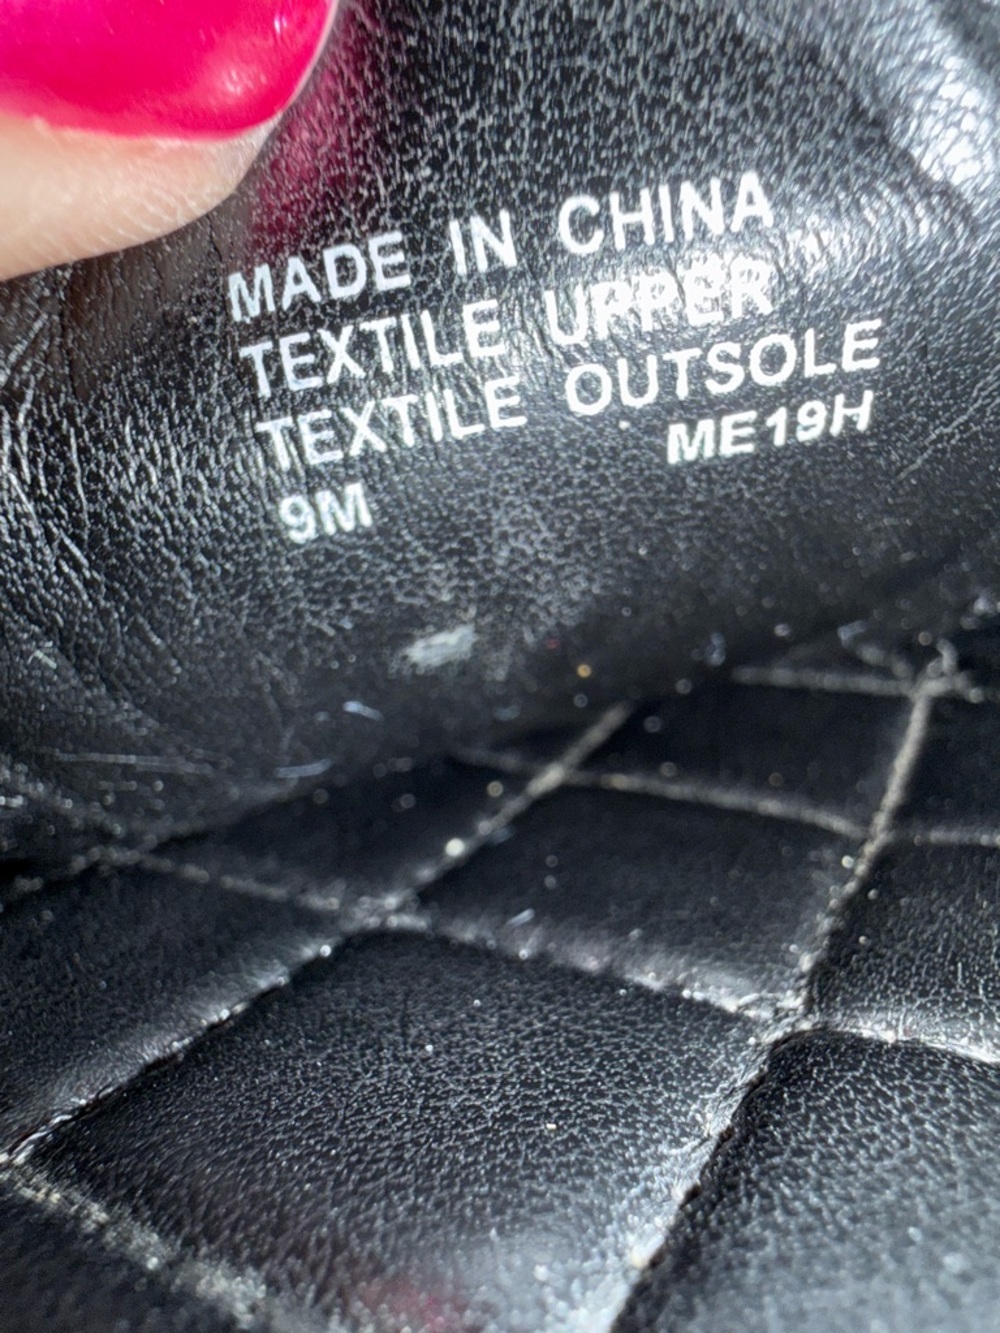 MADE IN CHINA
TEXTILE UPPER
TEXTILE OUTSOLE
ME19H
9M